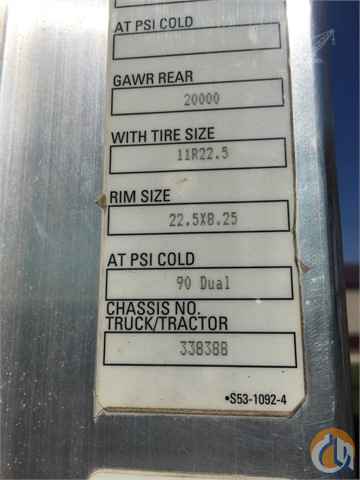 AT PSI COLD
GAWR REAR
20000
WITH TIRE SIZE
11R22.5
RIM SIZE
22.5X8.25
AT PSI COLD
90 Dual
CHASSIS NO.
TRUCK/TRACTOR
338388
•S53-1092-4